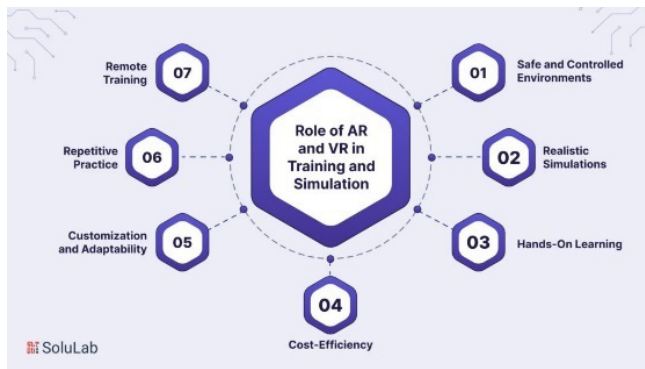 Role of AR
and VR in
Training and
Simulation
01
Safe and Controlled
Environments
02
Realistic
Simulations
03
Hands-On Learning
04
Cost-Efficiency
05
Customization
and Adaptability
06
Repetitive
Practice
07
Remote
Training
SoluLab